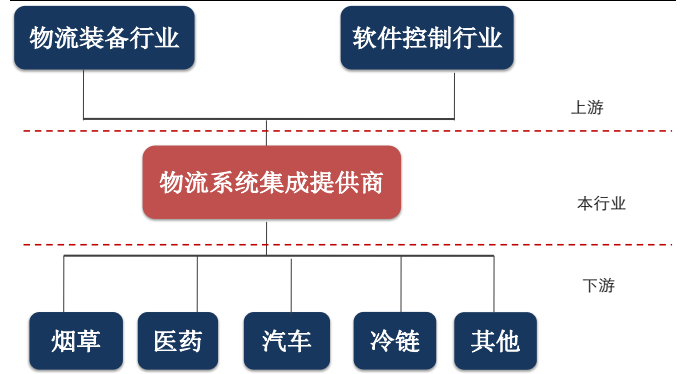 物流装备行业
软件控制行业
上游
物流系统集成提供商
本行业
下游
烟草
医药
汽车
冷链
其他